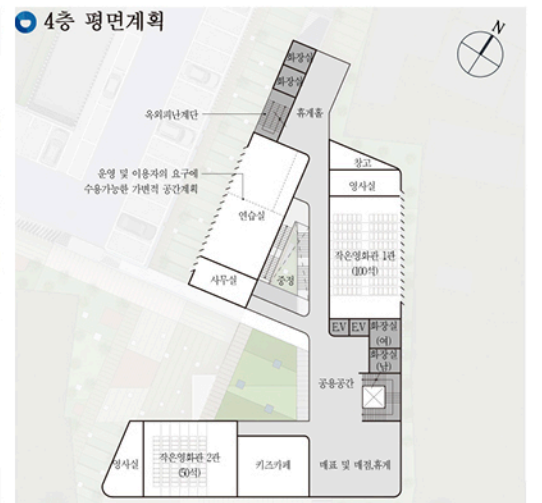 4층 평면계획
N
화장실
화장실
옥외피난계단
휴게홀
운영 및 이용자의 요구에
수용가능한 가변적 공간계획
창고
영사실
연습실
작은영화관 1관
(100석)
사무실
중정
E.V
E.V
화장실
(여)
화장실
(남)
공용공간
영사실
작은영화관 2관
(50석)
키즈카페
매표 및 매점,휴게